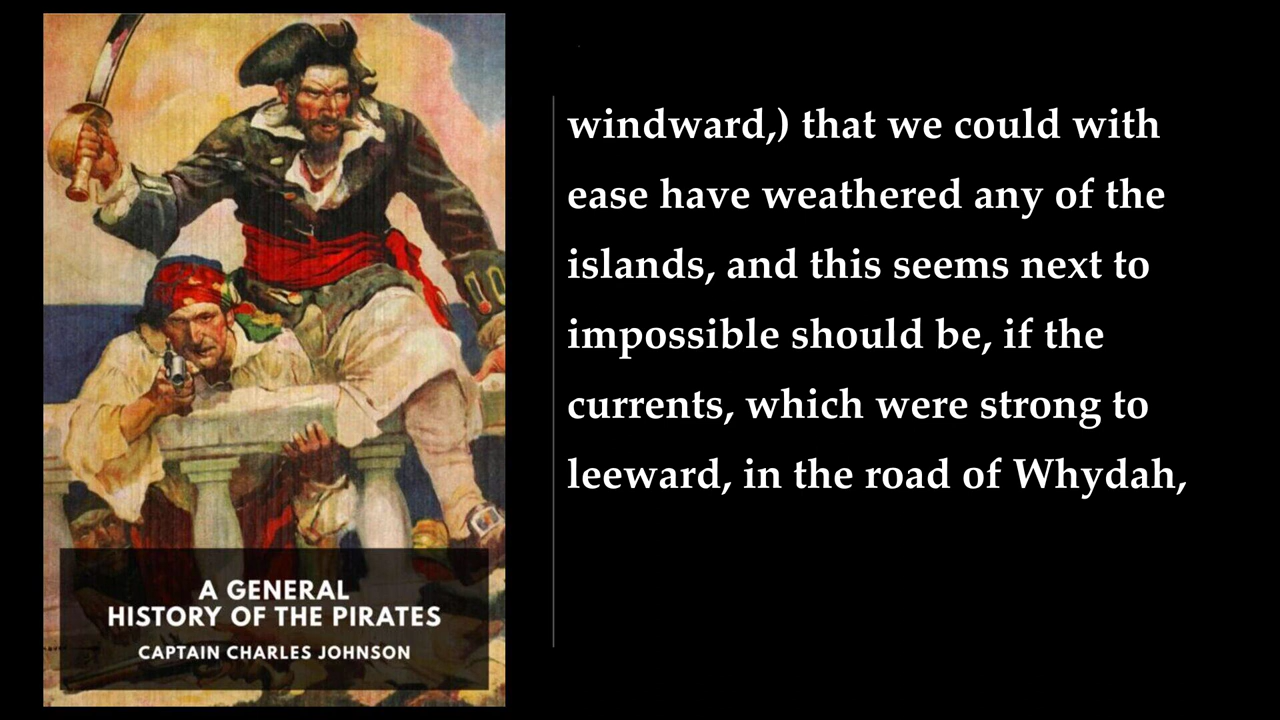 windward,) that we could with
ease have weathered any of the
islands, and this seems next to
impossible should be, if the
currents, which were strong to
leeward, in the road of Whydah,
A GENERAL
HISTORY OF THE PIRATES
CAPTAIN CHARLES JOHNSON